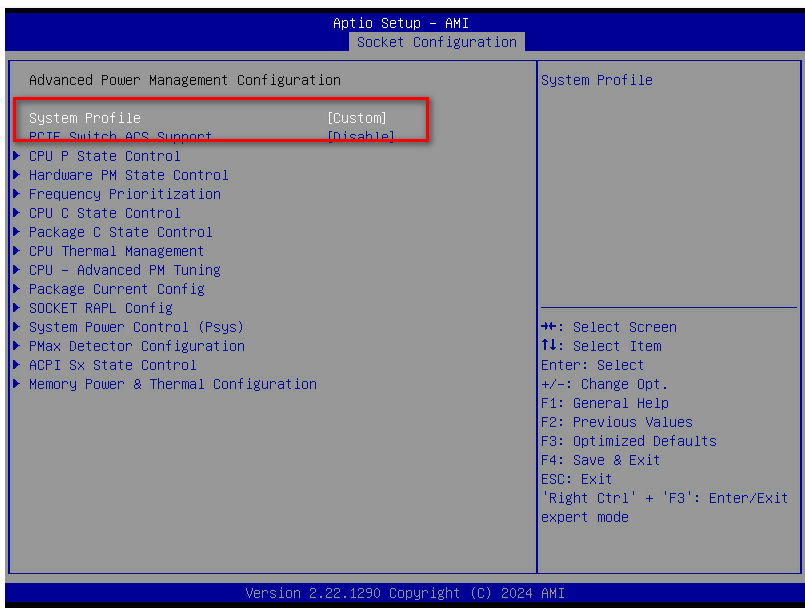 Aptio Setup – AMI
Socket Configuration
Advanced Power Management Configuration
System Profile [Custom]
PCIE Switch ACS Support [Disable]
CPU P State Control
Hardware PM State Control
Frequency Prioritization
CPU C State Control
Package C State Control
CPU Thermal Management
CPU – Advanced PM Tuning
Package Current Config
SOCKET RAPL Config
System Power Control (Psys)
PMax Detector Configuration
ACPI Sx State Control
Memory Power & Thermal Configuration
System Profile
→←: Select Screen
↑↓: Select Item
Enter: Select
+/-: Change Opt.
F1: General Help
F2: Previous Values
F3: Optimized Defaults
F4: Save & Exit
ESC: Exit
'Right Ctrl' + 'F3': Enter/Exit
expert mode
Version 2.22.1290 Copyright (C) 2024 AMI